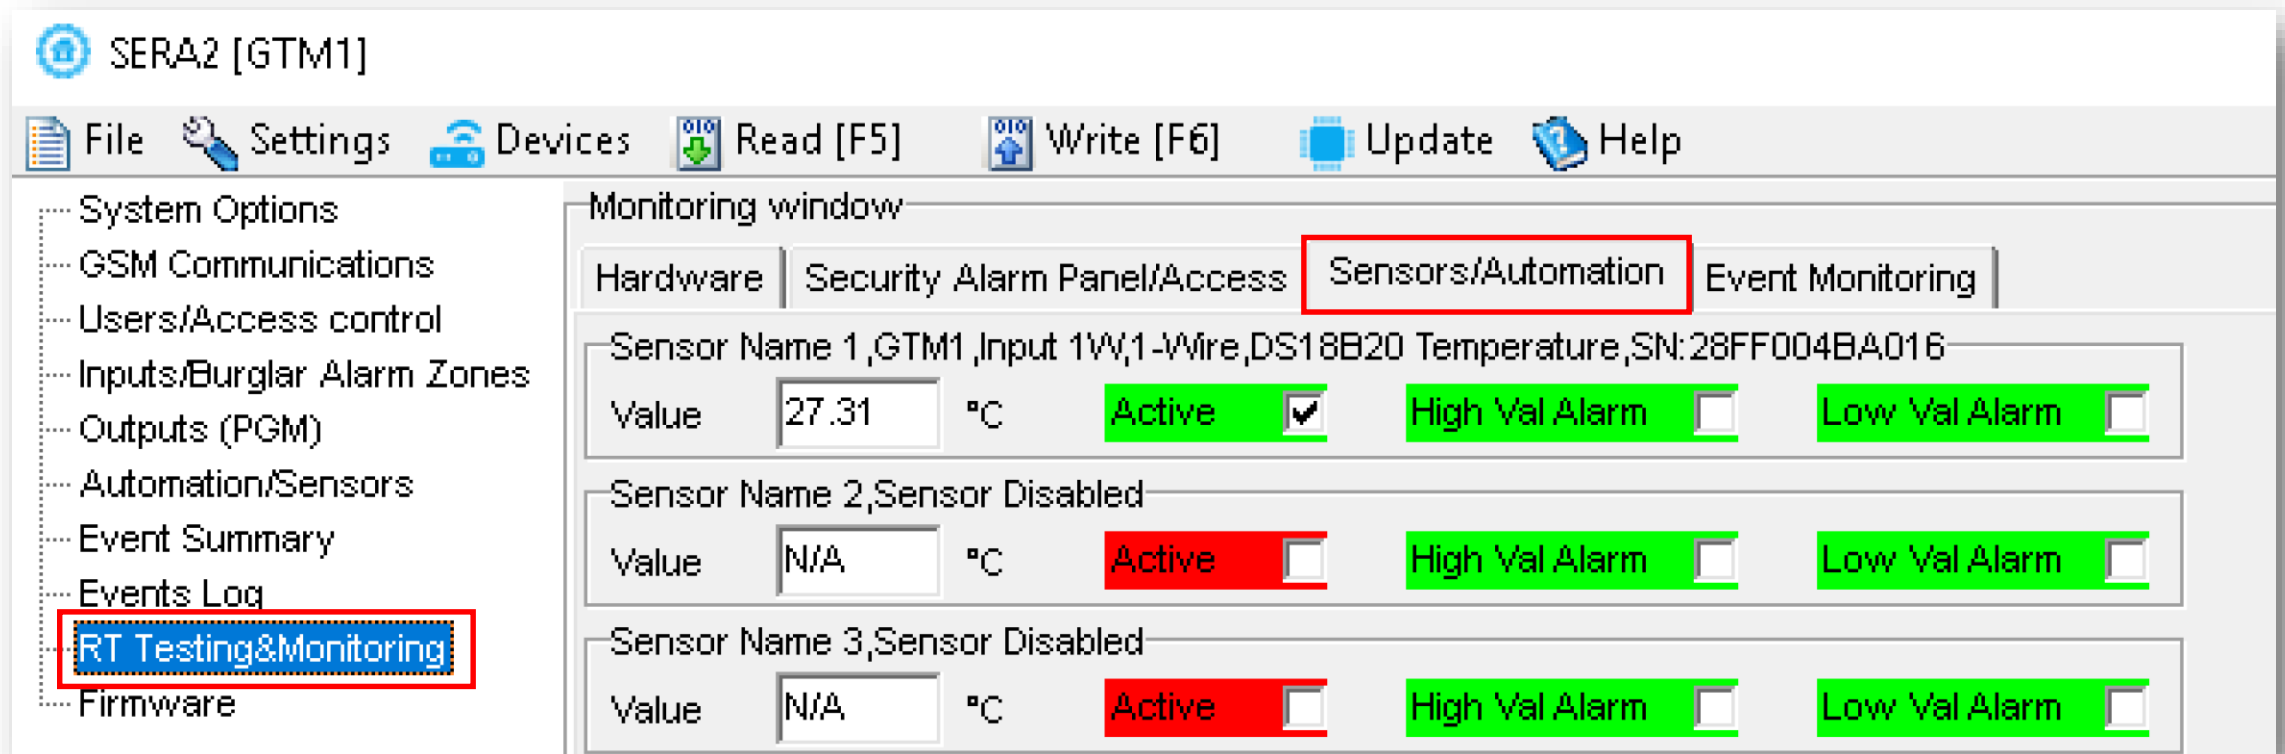 SERA2 [GTM1]
File Settings Devices Read [F5] Write [F6] Update Help
System Options
GSM Communications
Users/Access control
Inputs/Burglar Alarm Zones
Outputs (PGM)
Automation/Sensors
Event Summary
Events Log
RT Testing&Monitoring
Firmware
Monitoring window
Hardware Security Alarm Panel/Access Sensors/Automation Event Monitoring
Sensor Name 1,GTM1,Input 1W,1-Wire,DS18B20 Temperature,SN:28FF004BA016
Value 27.31 °C Active High Val Alarm Low Val Alarm
Sensor Name 2,Sensor Disabled
Value N/A °C Active High Val Alarm Low Val Alarm
Sensor Name 3,Sensor Disabled
Value N/A °C Active High Val Alarm Low Val Alarm